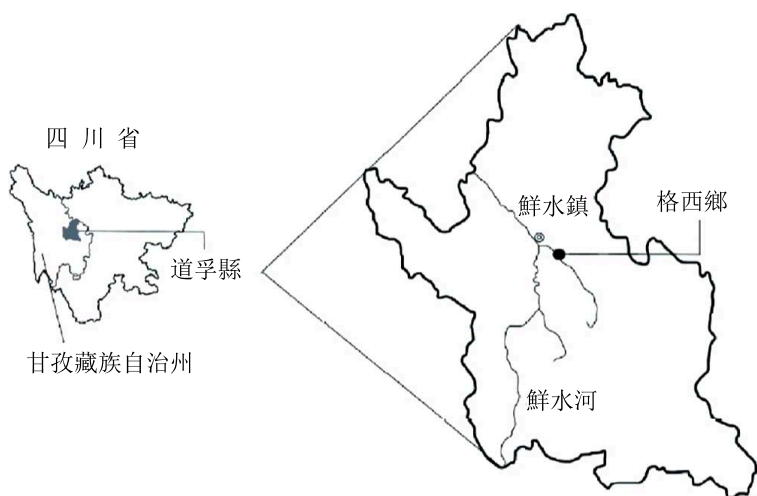 四川省
道孚縣
甘孜藏族自治州
鮮水鎮
格西鄉
鮮水河